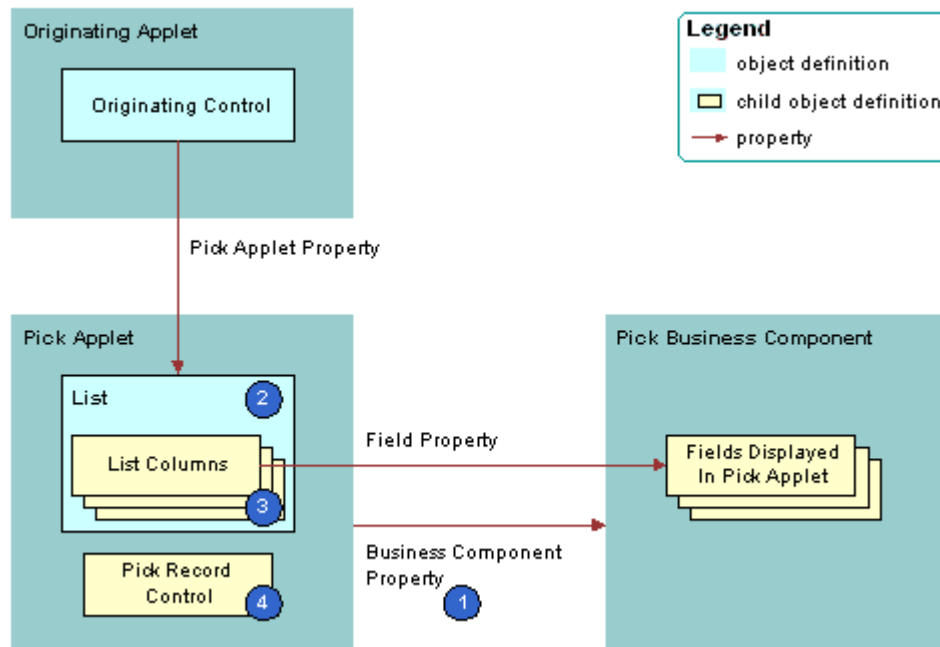 Originating Applet
Originating Control
Legend
object definition
child object definition
property
Pick Applet Property
Pick Applet
List
2
List Columns
3
Pick Record
Control
4
Field Property
Business Component
Property
1
Pick Business Component
Fields Displayed
In Pick Applet